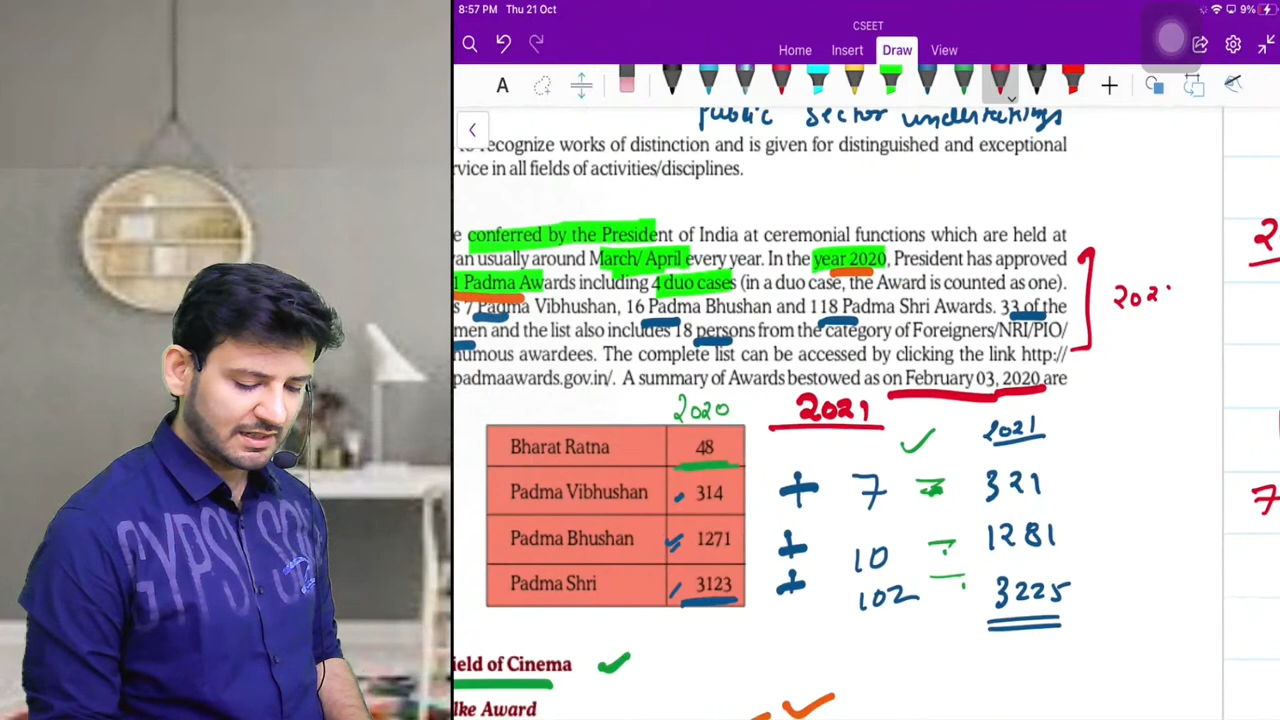 8:57 PM Thu 21 Oct
9%
CSEET
Home Insert Draw View
A
public sector undertakings
to recognize works of distinction and is given for distinguished and exceptional
rvice in all fields of activities/disciplines.
e conferred by the President of India at ceremonial functions which are held at
van usually around March/ April every year. In the year 2020, President has approved
1 Padma Awards including 4 duo cases (in a duo case, the Award is counted as one).
s 7 Padma Vibhushan, 16 Padma Bhushan and 118 Padma Shri Awards. 33 of the
men and the list also includes 18 persons from the category of Foreigners/NRI/PIO/
humous awardees. The complete list can be accessed by clicking the link http://
padmaawards.gov.in/. A summary of Awards bestowed as on February 03, 2020 are
202
2020 2021 2021
Bharat Ratna 48
Padma Vibhushan 314 + 7 = 321
Padma Bhushan 1271 + 10 = 1281
Padma Shri 3123 + 102 = 3225
ield of Cinema
lke Award
2
7
GYPSY